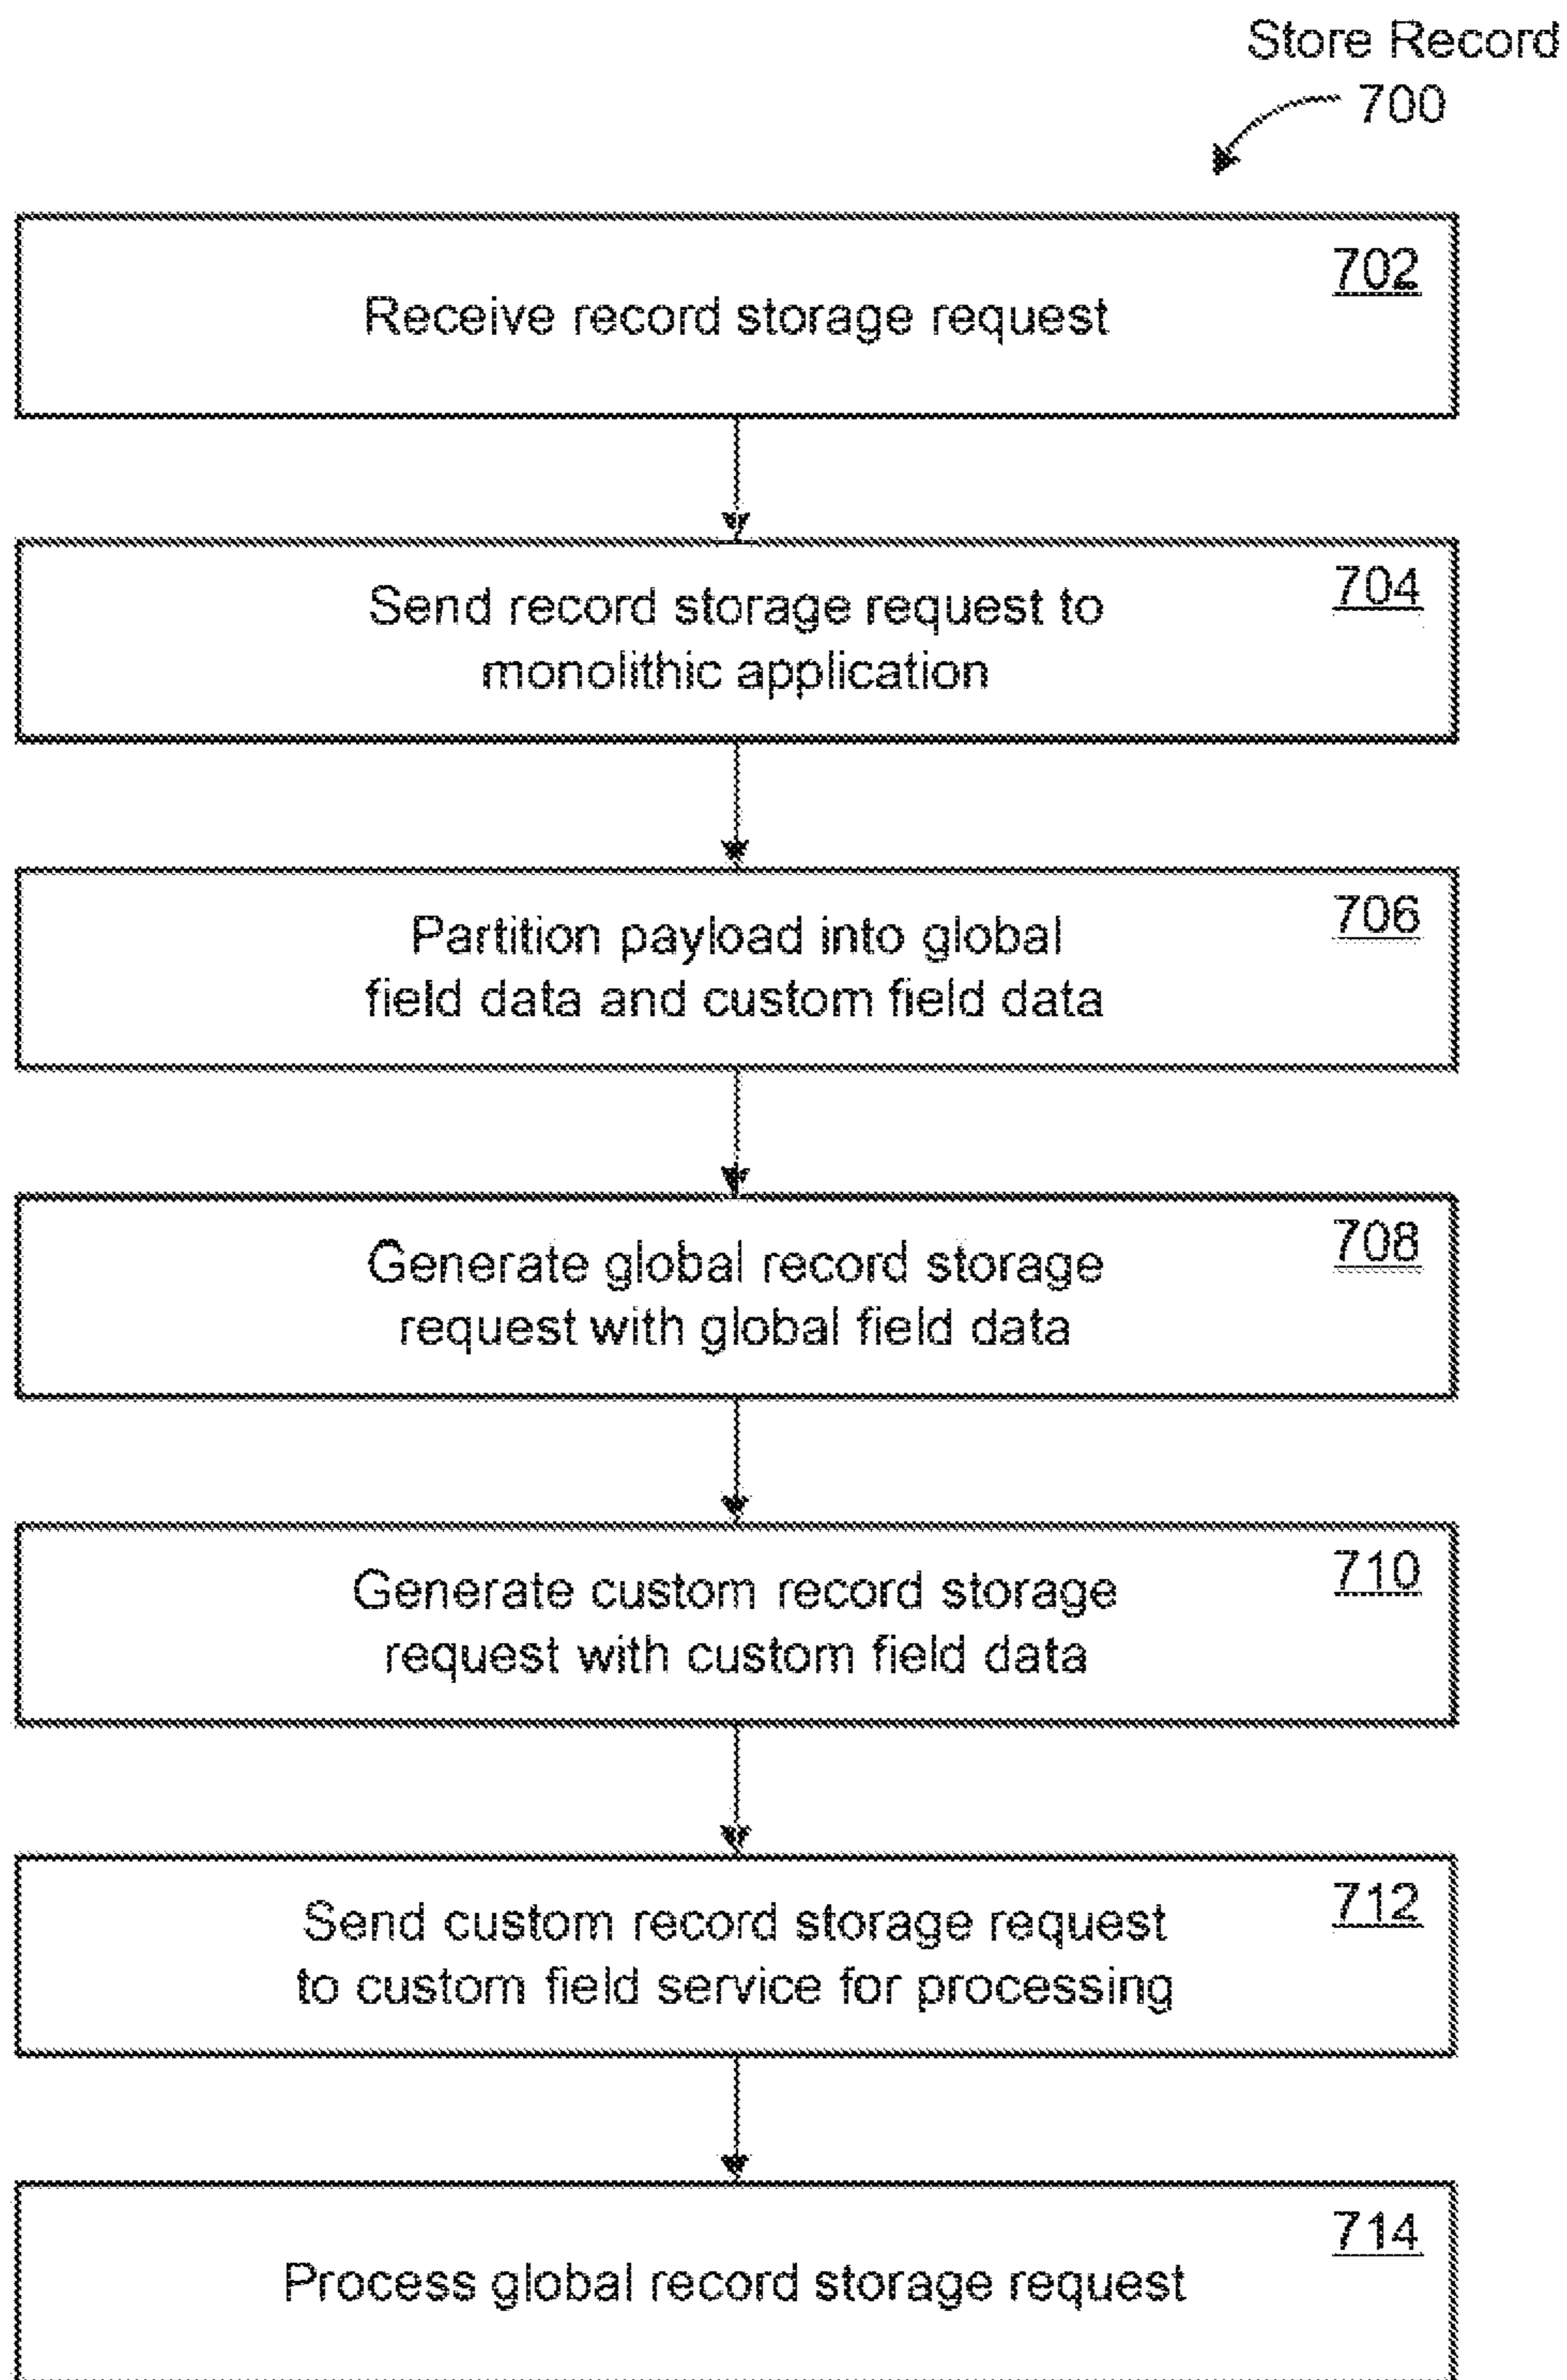 Store Record
700
702
Receive record storage request
704
Send record storage request to
monolithic application
706
Partition payload into global
field data and custom field data
708
Generate global record storage
request with global field data
710
Generate custom record storage
request with custom field data
712
Send custom record storage request
to custom field service for processing
714
Process global record storage request